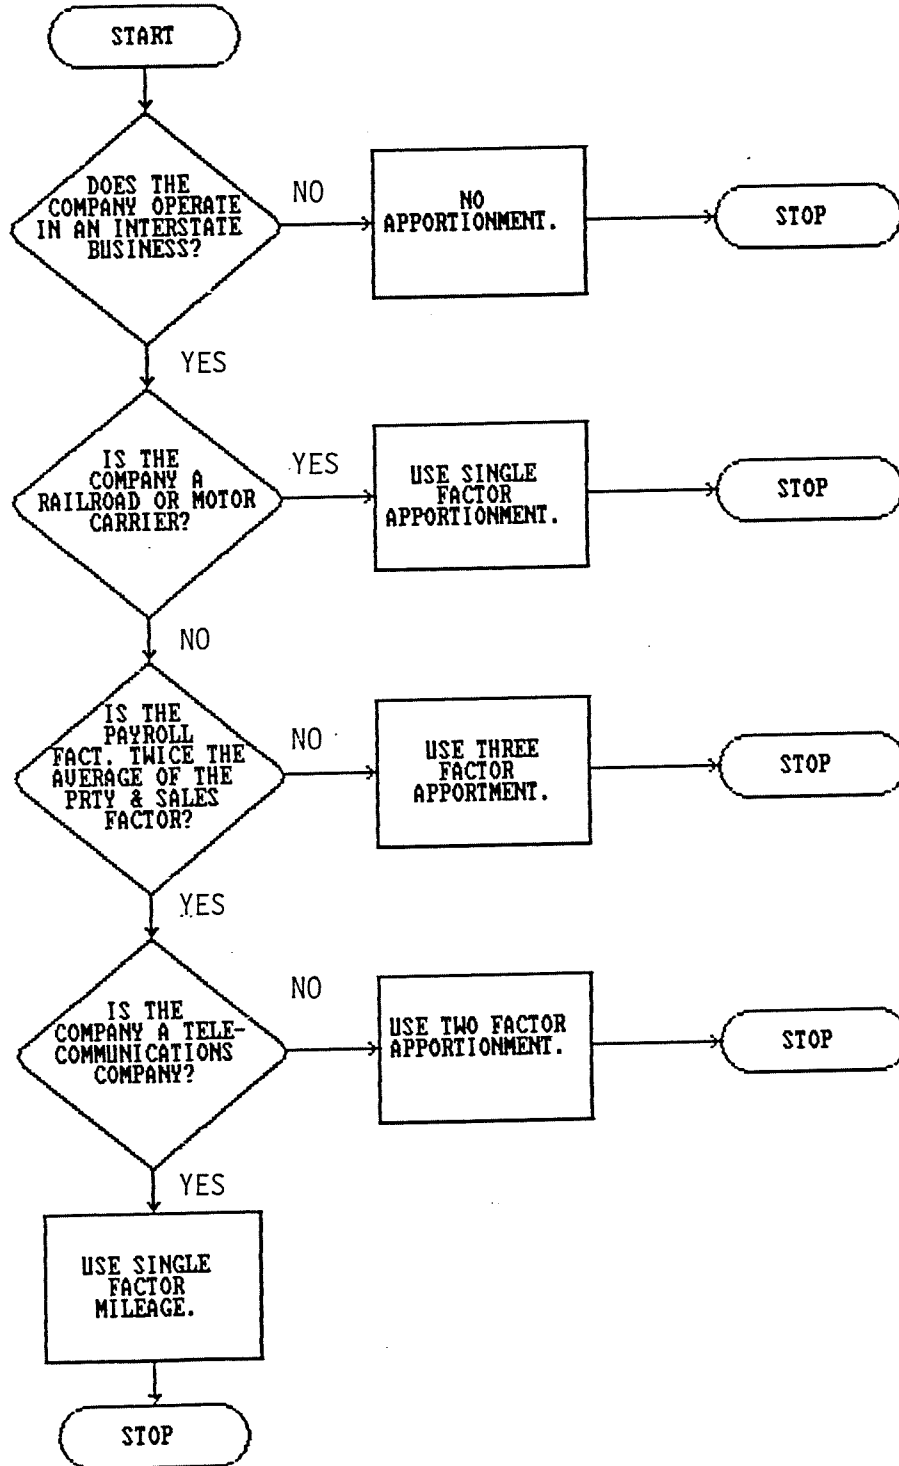 START
DOES THE
COMPANY OPERATE
IN AN INTERSTATE
BUSINESS?
NO
NO
APPORTIONMENT.
STOP
YES
IS THE
COMPANY A
RAILROAD OR MOTOR
CARRIER?
YES
USE SINGLE
FACTOR
APPORTIONMENT.
STOP
NO
IS THE
PAYROLL
FACT. TWICE THE
AVERAGE OF THE
PRTY & SALES
FACTOR?
NO
USE THREE
FACTOR
APPORTMENT.
STOP
YES
IS THE
COMPANY A TELE-
COMMUNICATIONS
COMPANY?
NO
USE TWO FACTOR
APPORTIONMENT.
STOP
YES
USE SINGLE
FACTOR
MILEAGE.
STOP